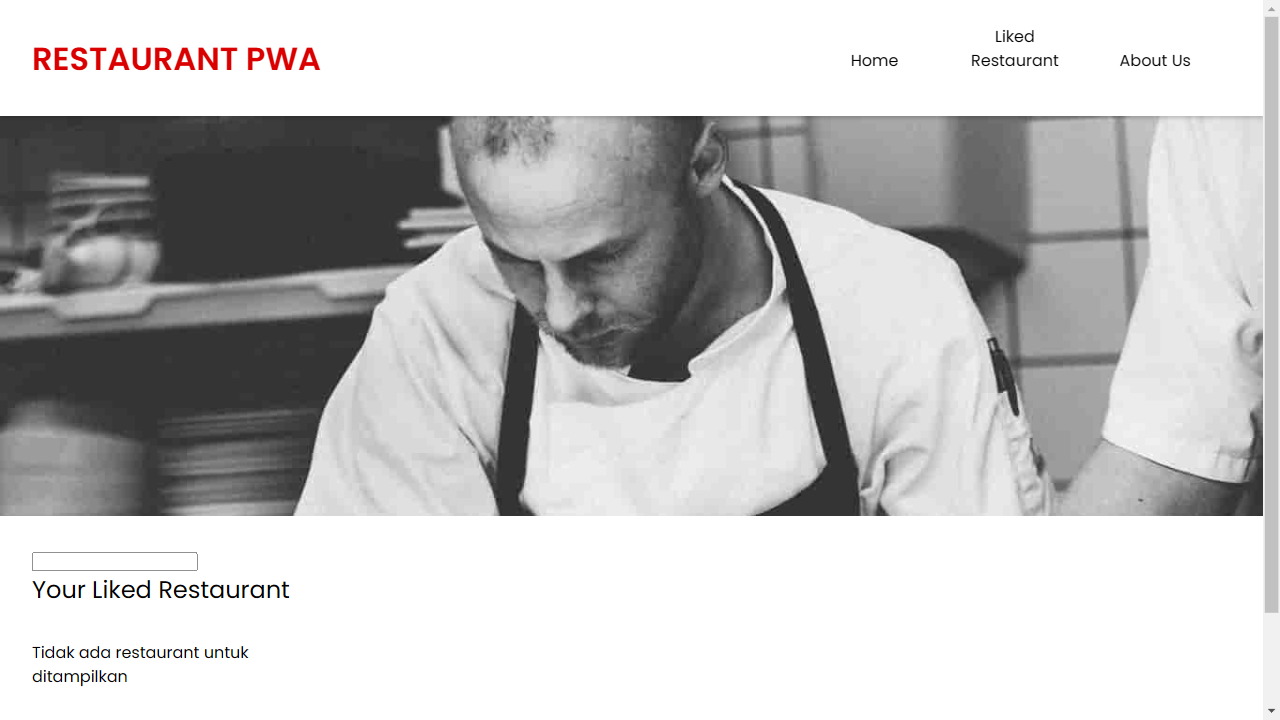 RESTAURANT PWA
Home
Liked
Restaurant
About Us
Your Liked Restaurant
Tidak ada restaurant untuk
ditampilkan